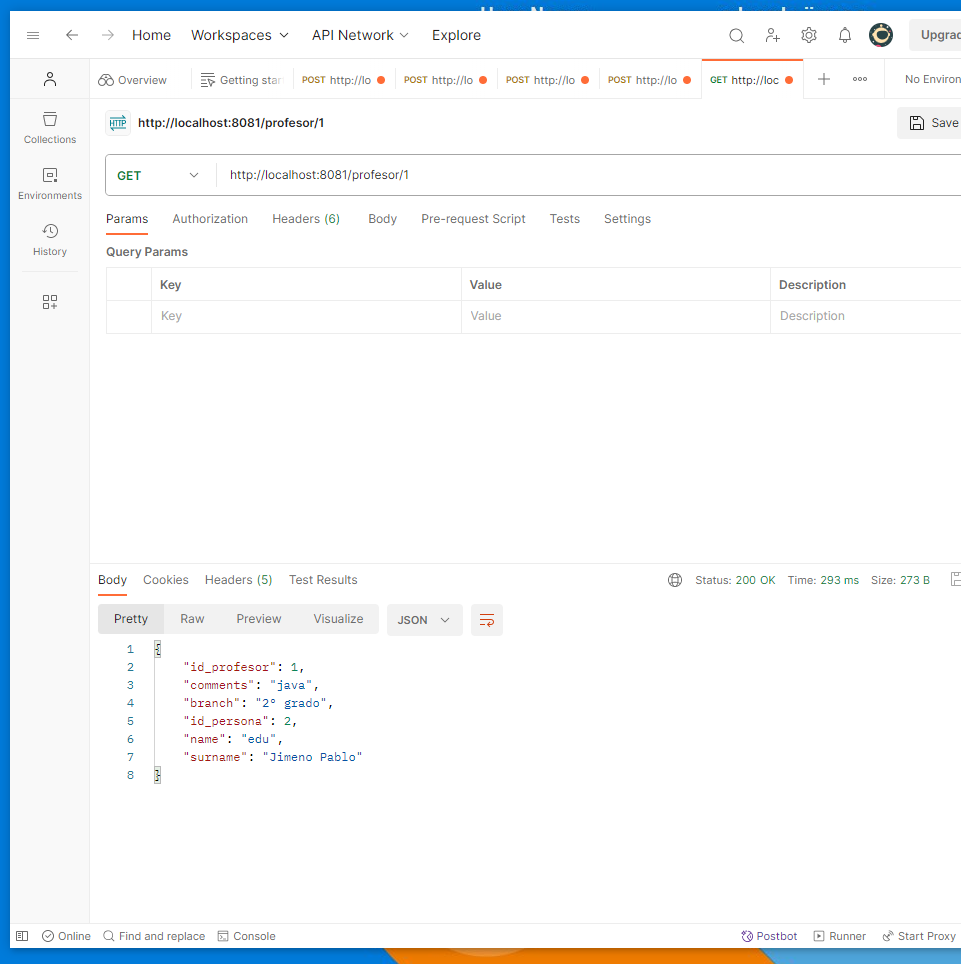 Home Workspaces API Network Explore Upgrad
Overview Getting star POST http://lo POST http://lo POST http://lo POST http://lo GET http://loc No Environ
Collections
Environments
History
HTTP http://localhost:8081/profesor/1 Save
GET http://localhost:8081/profesor/1
Params Authorization Headers (6) Body Pre-request Script Tests Settings
Query Params
Key Value Description
Key Value Description
Body Cookies Headers (5) Test Results Status: 200 OK Time: 293 ms Size: 273 B
Pretty Raw Preview Visualize JSON
1 {
2 "id_profesor": 1,
3 "comments": "java",
4 "branch": "2º grado",
5 "id_persona": 2,
6 "name": "edu",
7 "surname": "Jimeno Pablo"
8 }
Online Find and replace Console Postbot Runner Start Proxy